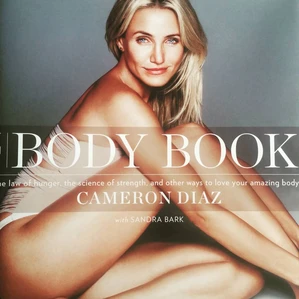 BODY BOOK
law of hunger, the science of strength, and other ways to love your amazing body
CAMERON DIAZ
with SANDRA BARK